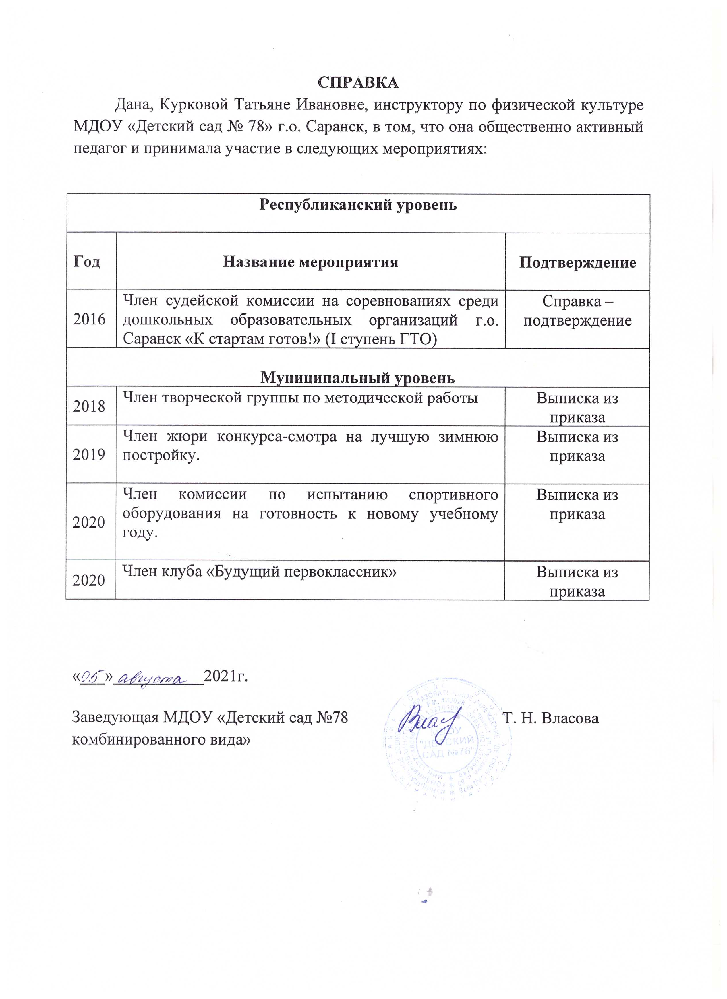 СПРАВКА
Дана, Курковой Татьяне Ивановне, инструктору по физической культуре
МДОУ «Детский сад № 78» г.о. Саранск, в том, что она общественно активный
педагог и принимала участие в следующих мероприятиях:
Республиканский уровень
Год Название мероприятия Подтверждение
2016
Член судейской комиссии на соревнованиях среди
дошкольных образовательных организаций г.о.
Саранск «К стартам готов!» (I ступень ГТО)
Справка –
подтверждение
Муниципальный уровень
2018
Член творческой группы по методической работы
Выписка из
приказа
2019
Член жюри конкурса-смотра на лучшую зимнюю
постройку.
Выписка из
приказа
2020
Член комиссии по испытанию спортивного
оборудования на готовность к новому учебному
году.
Выписка из
приказа
2020
Член клуба «Будущий первоклассник»
Выписка из
приказа
«05» августа 2021г.
Заведующая МДОУ «Детский сад №78
комбинированного вида»
Т. Н. Власова
"ДЕТСКИЙ
САД №78"